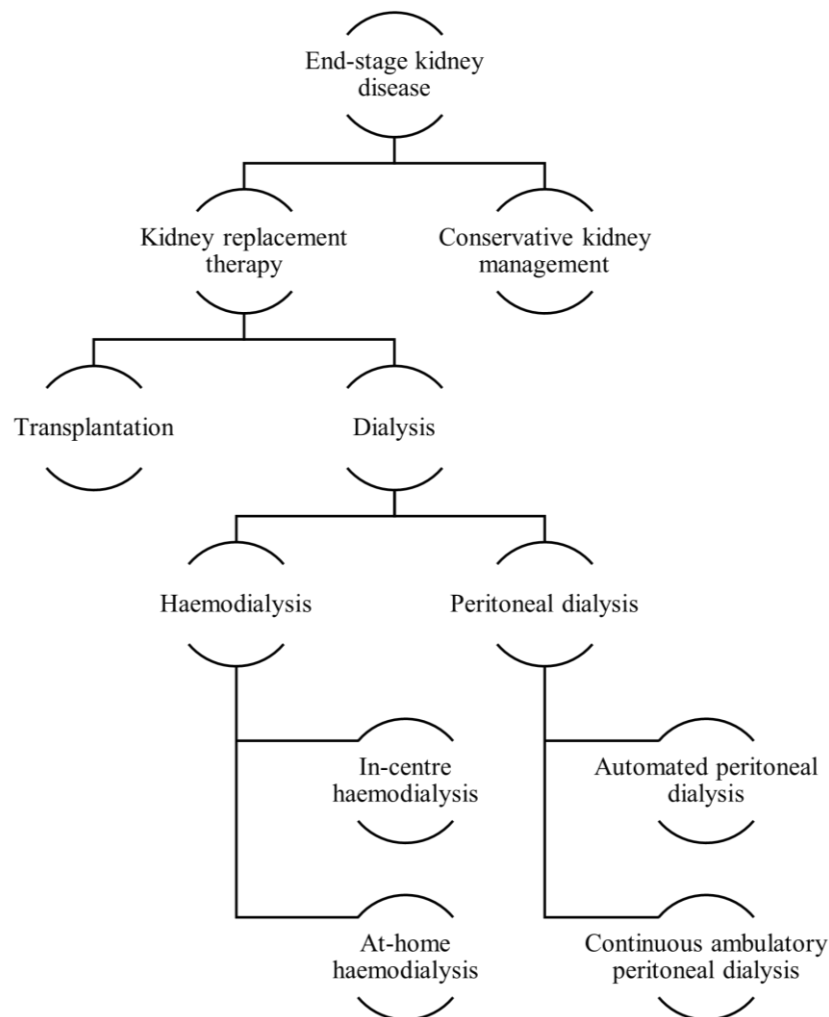 End-stage kidney
disease
Kidney replacement
therapy
Conservative kidney
management
Transplantation
Dialysis
Haemodialysis
Peritoneal dialysis
In-centre
haemodialysis
Automated peritoneal
dialysis
At-home
haemodialysis
Continuous ambulatory
peritoneal dialysis